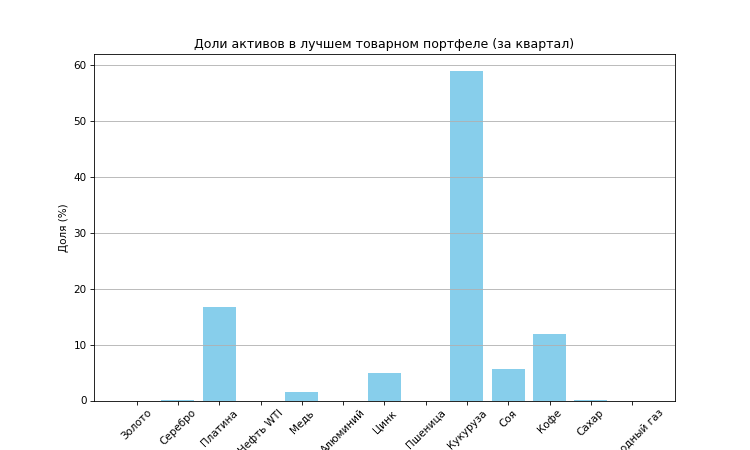 Доли активов в лучшем товарном портфеле (за квартал)
Доля (%)
60
50
40
30
20
10
0
Золото
Серебро
Платина
Нефть WTI
Медь
Алюминий
Цинк
Пшеница
Кукуруза
Соя
Кофе
Сахар
газ